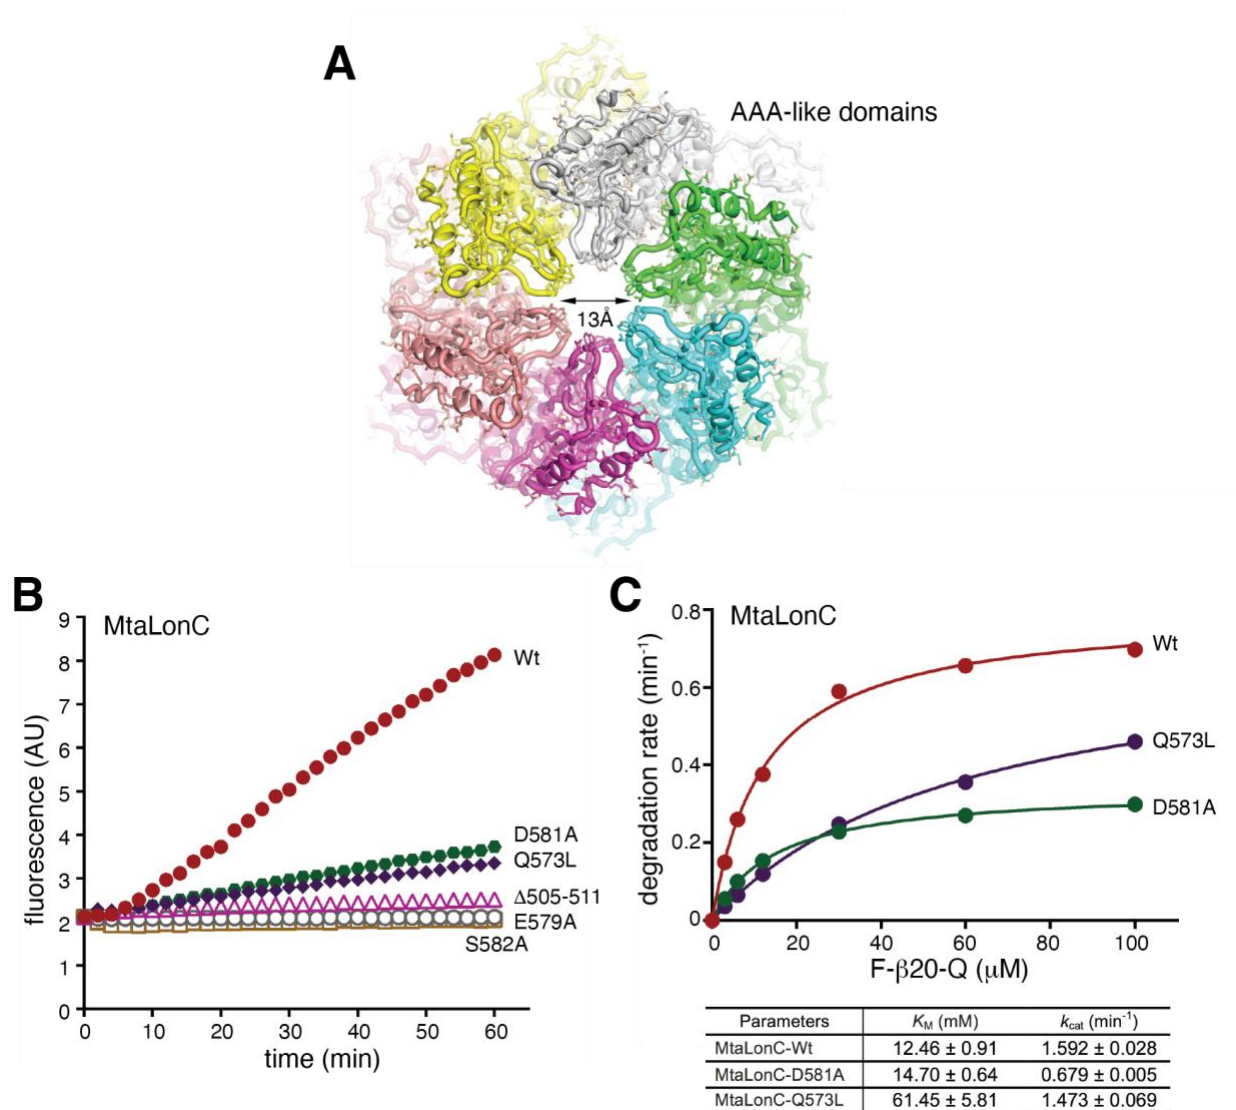 A
AAA-like domains
13Å
B
MtaLonC
fluorescence (AU)
9
8
7
6
5
4
3
2
1
0
Wt
D581A
Q573L
Δ505-511
E579A
S582A
0 10 20 30 40 50 60
time (min)
C
MtaLonC
degradation rate (min⁻¹)
0.8
0.6
0.4
0.2
0
Wt
Q573L
D581A
0 20 40 60 80 100
F-β20-Q (μM)
Parameters K_M (mM) k_cat (min⁻¹)
MtaLonC-Wt 12.46 ± 0.91 1.592 ± 0.028
MtaLonC-D581A 14.70 ± 0.64 0.679 ± 0.005
MtaLonC-Q573L 61.45 ± 5.81 1.473 ± 0.069